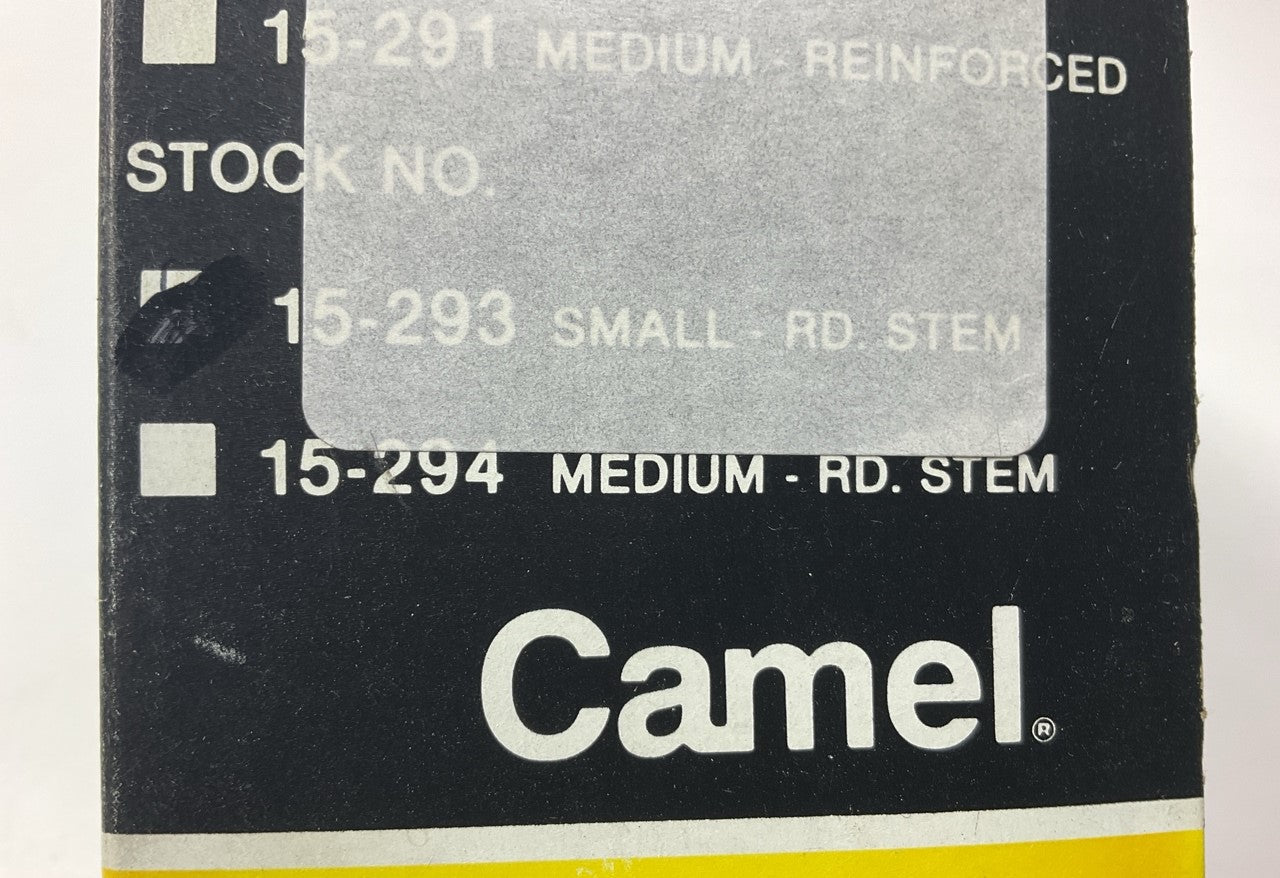 15-291 MEDIUM - REINFORCED
STOCK NO.
15-293 SMALL - RD. STEM
15-294 MEDIUM - RD. STEM
Camel®